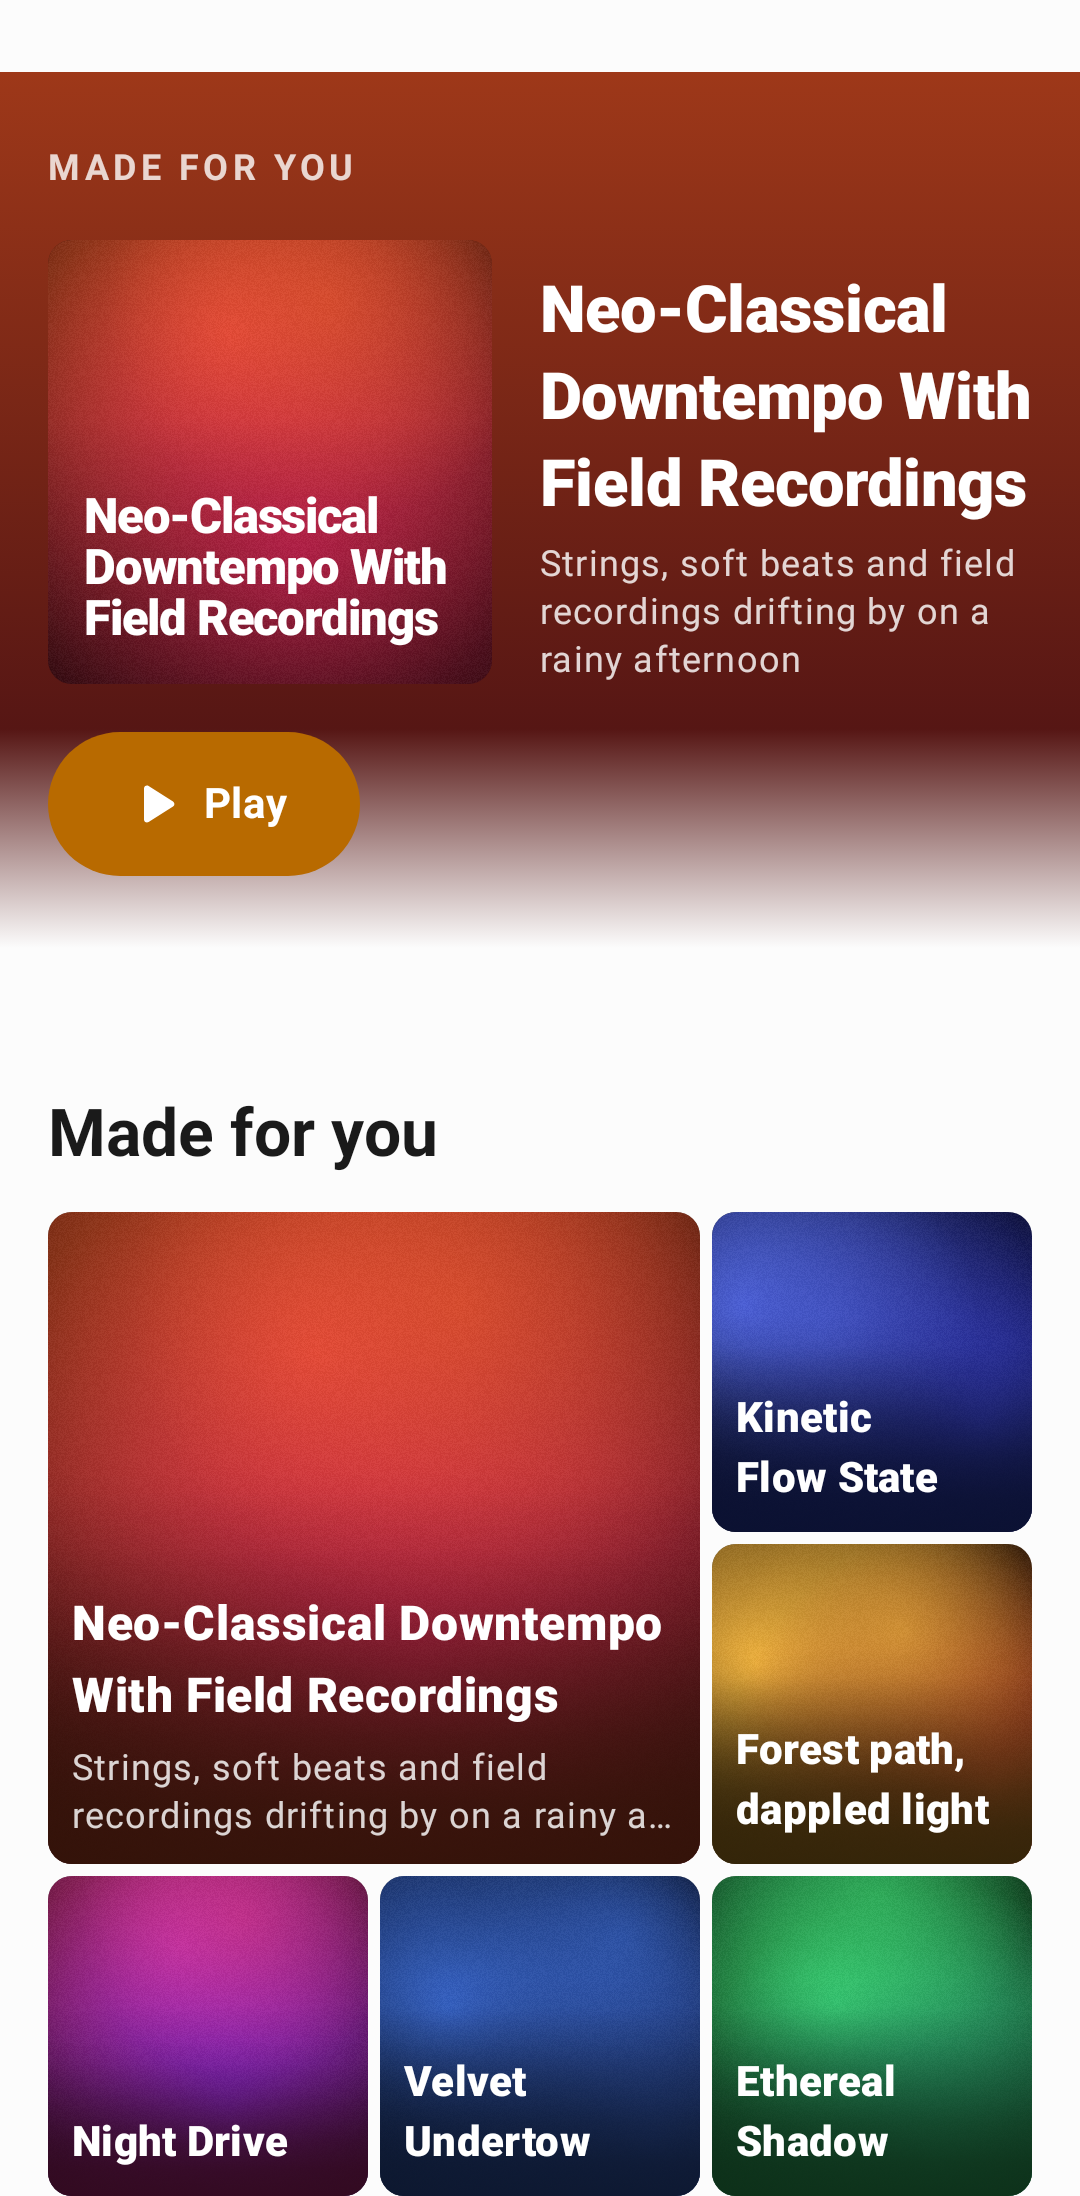 MADE FOR YOU
Neo-Classical
Downtempo With
Field Recordings
Neo-Classical
Downtempo With
Field Recordings
Strings, soft beats and field
recordings drifting by on a
rainy afternoon
Play
Made for you
Neo-Classical Downtempo
With Field Recordings
Strings, soft beats and field
recordings drifting by on a rainy a…
Kinetic
Flow State
Forest path,
dappled light
Night Drive
Velvet
Undertow
Ethereal
Shadow